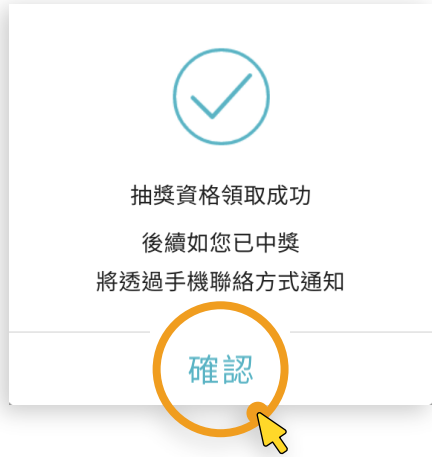 抽獎資格領取成功
後續如您已中獎
將透過手機聯絡方式通知
確認